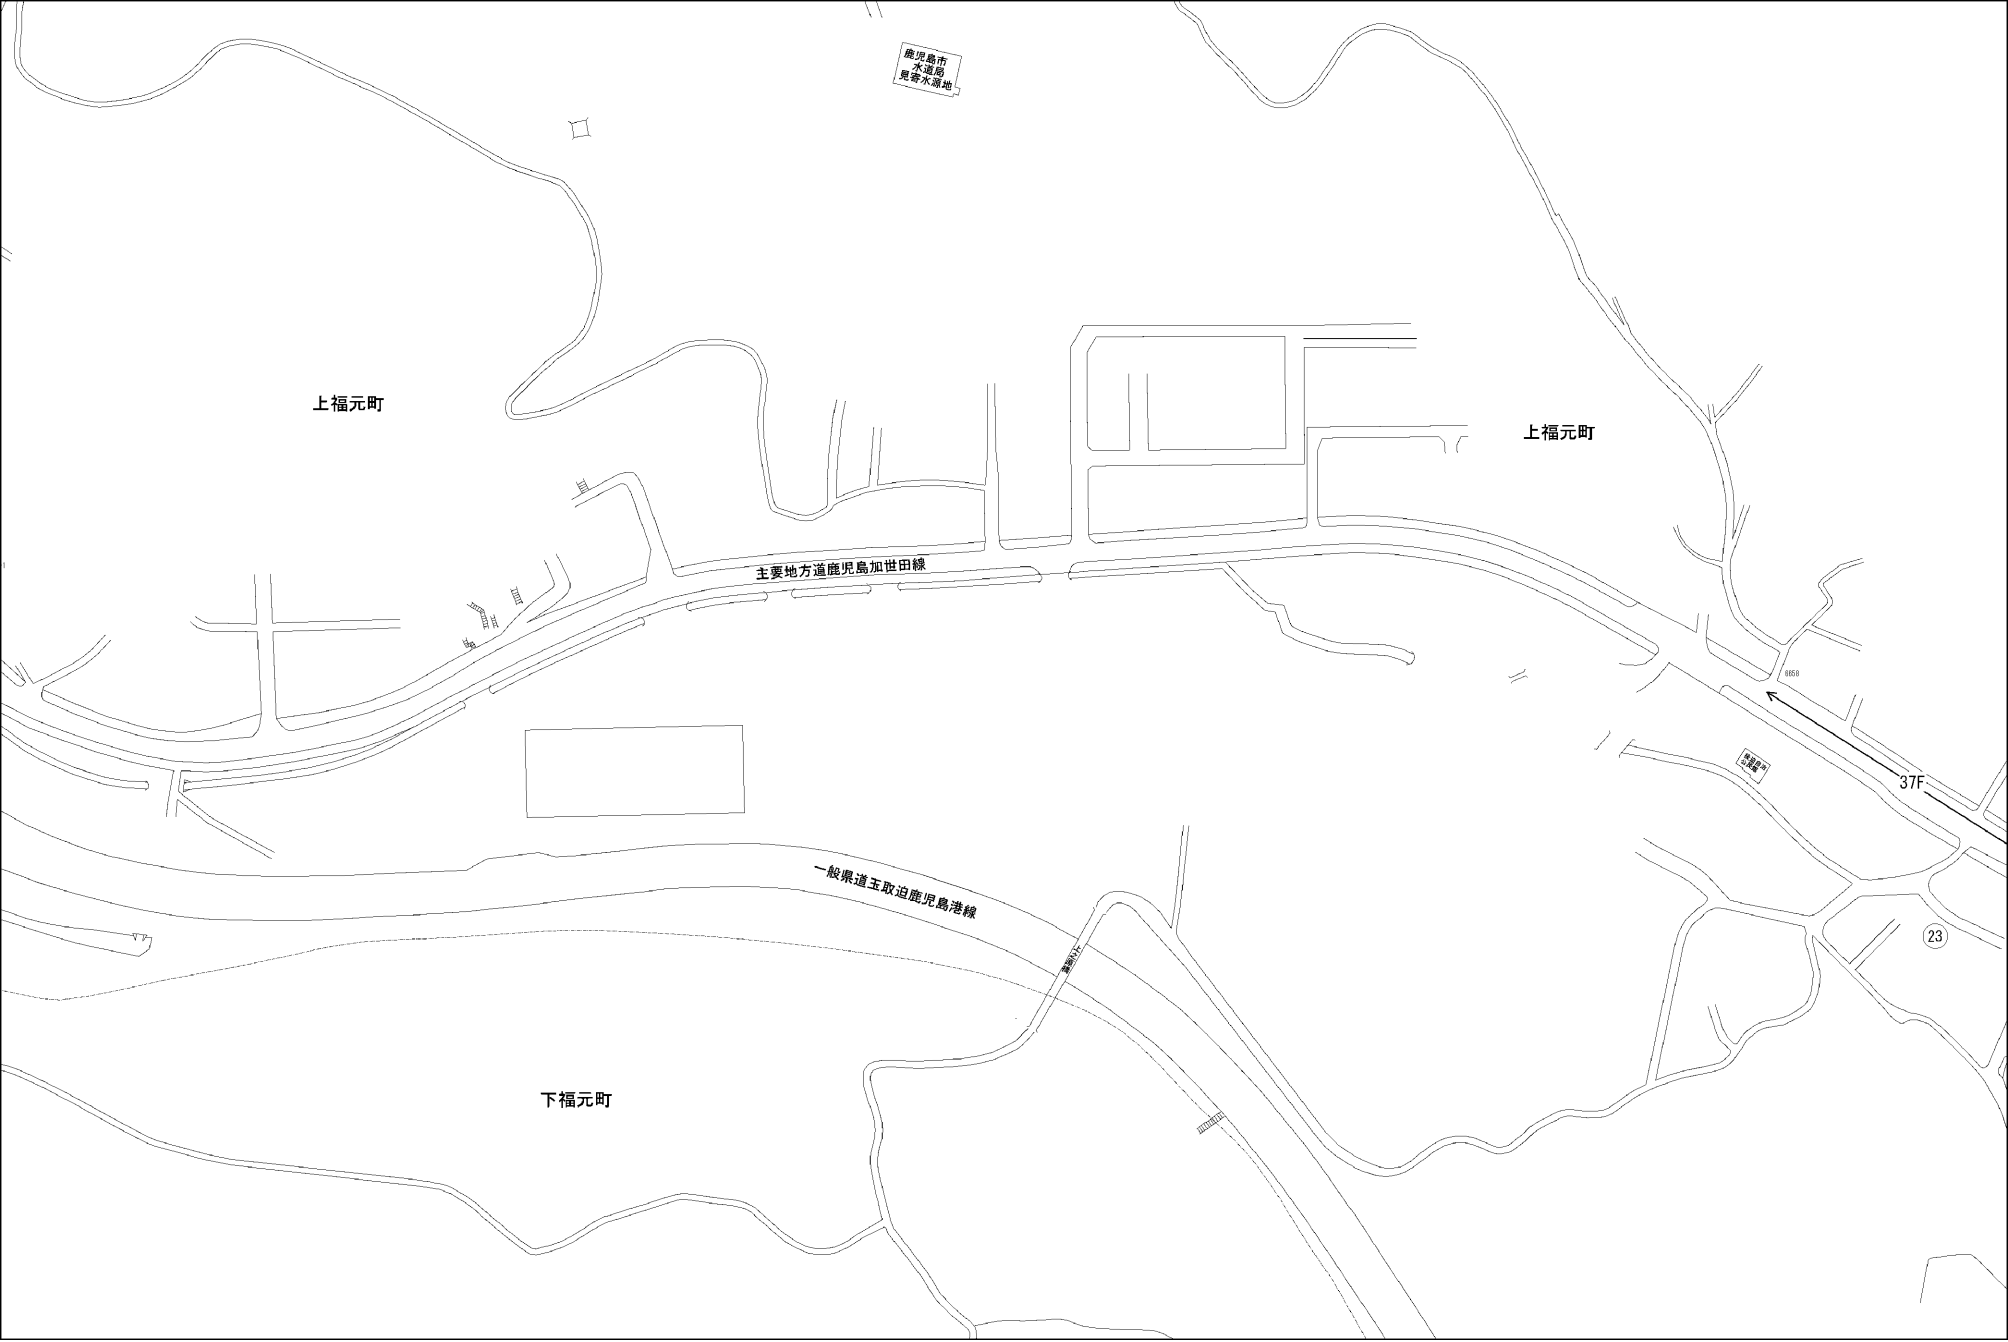 鹿児島市
水道局
見寄水源地
上福元町
上福元町
主要地方道鹿児島加世田線
6658
37F
一般県道玉取迫鹿児島港線
23
下福元町